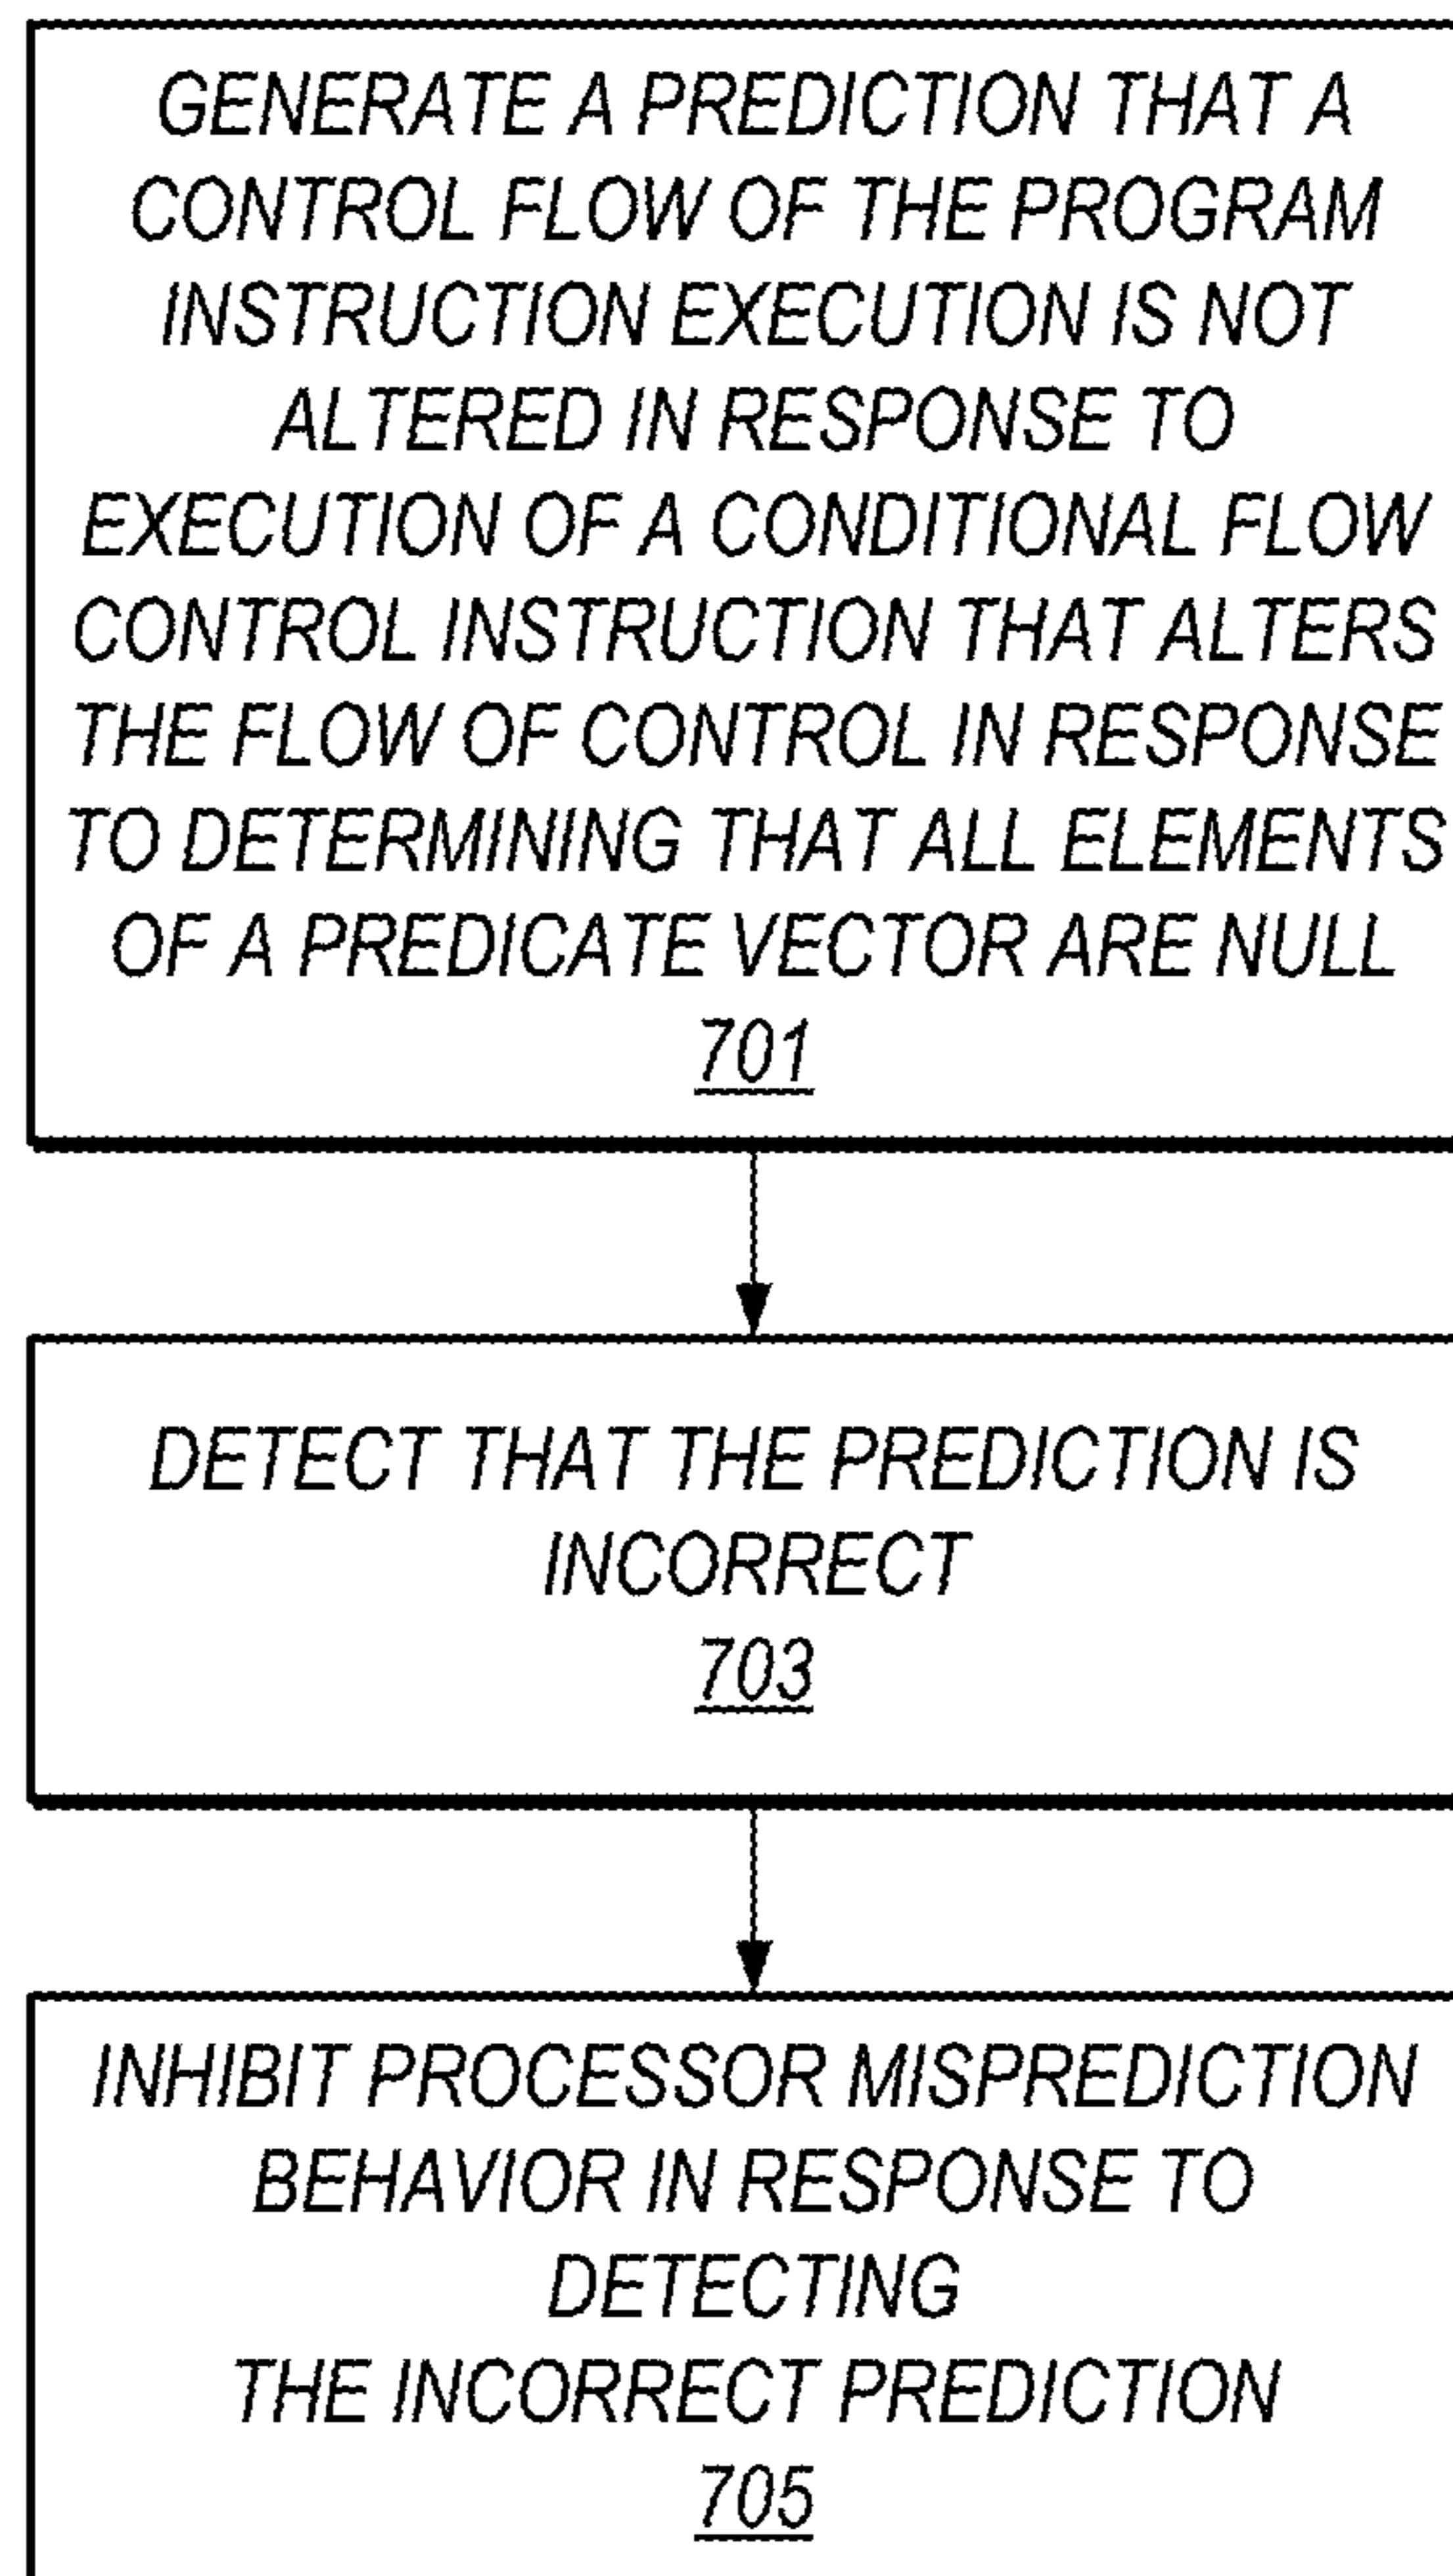 GENERATE A PREDICTION THAT A
CONTROL FLOW OF THE PROGRAM
INSTRUCTION EXECUTION IS NOT
ALTERED IN RESPONSE TO
EXECUTION OF A CONDITIONAL FLOW
CONTROL INSTRUCTION THAT ALTERS
THE FLOW OF CONTROL IN RESPONSE
TO DETERMINING THAT ALL ELEMENTS
OF A PREDICATE VECTOR ARE NULL
701
DETECT THAT THE PREDICTION IS
INCORRECT
703
INHIBIT PROCESSOR MISPREDICTION
BEHAVIOR IN RESPONSE TO
DETECTING
THE INCORRECT PREDICTION
705